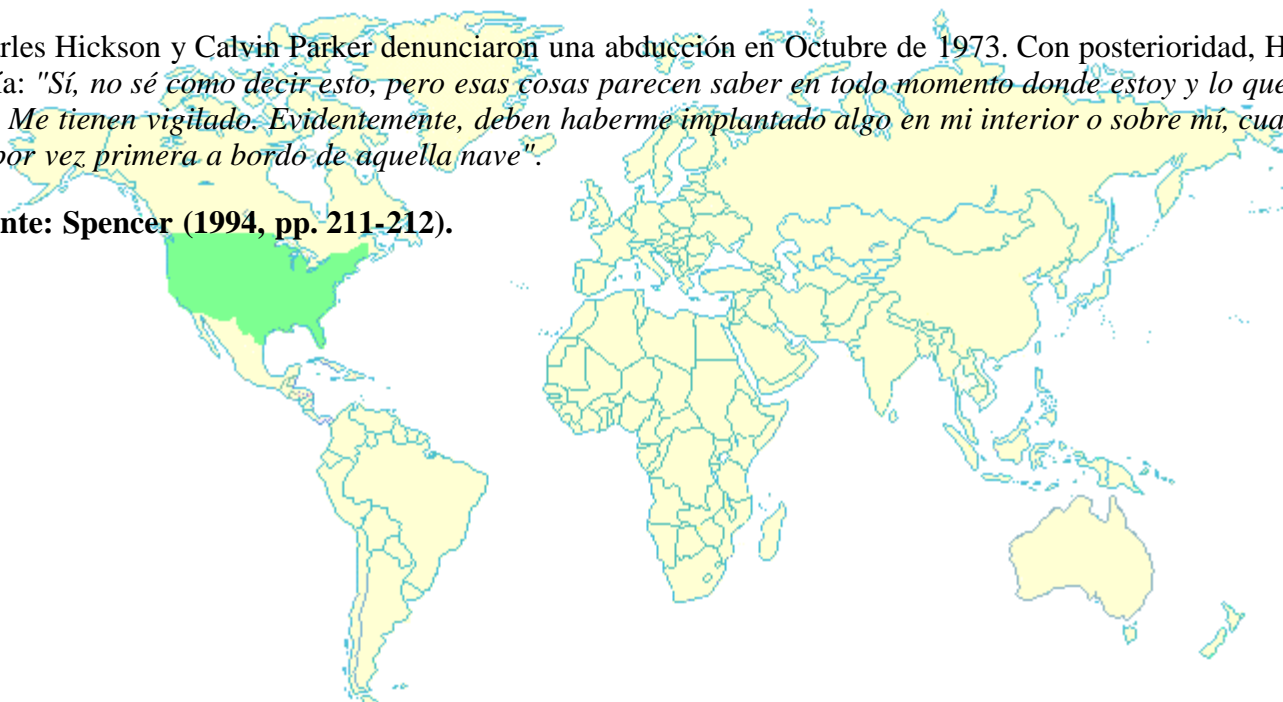 rles Hickson y Calvin Parker denunciaron una abducción en Octubre de 1973. Con posterioridad, H
ía: "Sí, no sé como decir esto, pero esas cosas parecen saber en todo momento donde estoy y lo que
Me tienen vigilado. Evidentemente, deben haberme implantado algo en mi interior o sobre mí, cua
por vez primera a bordo de aquella nave".
nte: Spencer (1994, pp. 211-212).